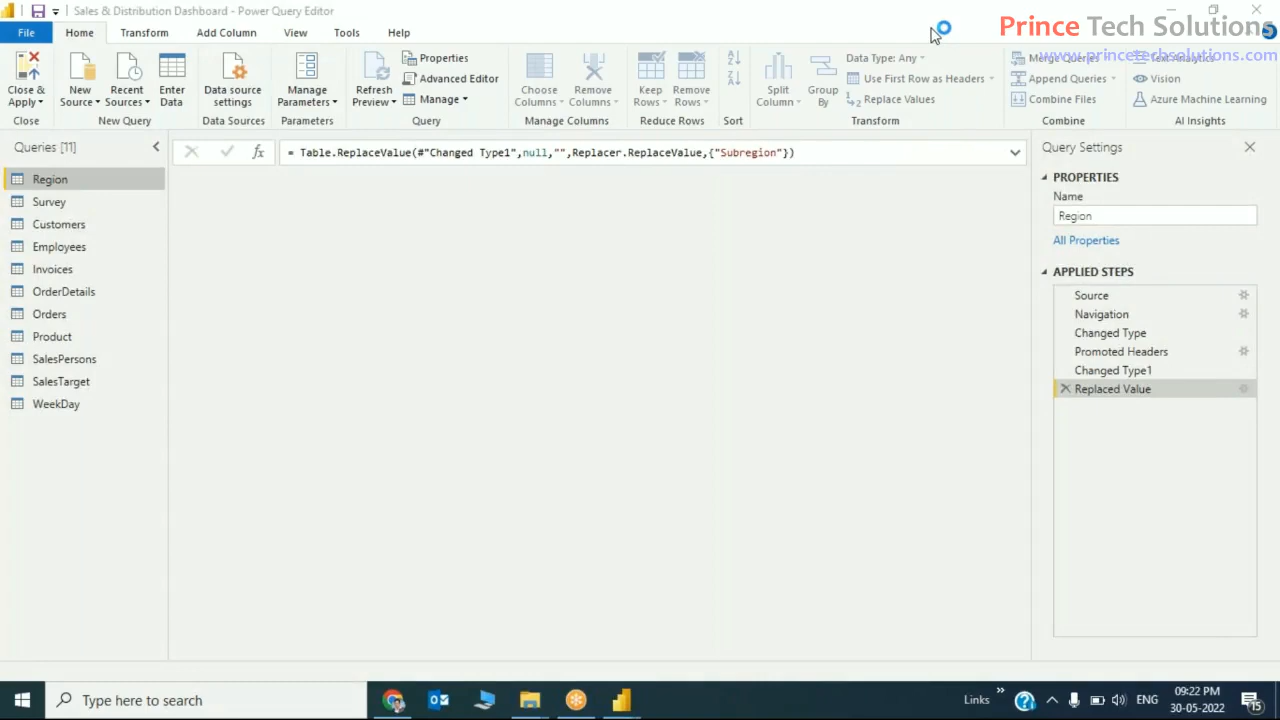 Sales & Distribution Dashboard - Power Query Editor
Prince Tech Solutions
www.princetechsolutions.com
File
Home
Transform
Add Column
View
Tools
Help
Close & Apply
New Source
Recent Sources
Enter Data
Data source settings
Manage Parameters
Refresh Preview
Properties
Advanced Editor
Manage
Choose Columns
Remove Columns
Keep Rows
Remove Rows
Split Column
Group By
Data Type: Any
Use First Row as Headers
Replace Values
Merge Queries
Append Queries
Combine Files
Text Analytics
Vision
Azure Machine Learning
Close
New Query
Data Sources
Parameters
Query
Manage Columns
Reduce Rows
Sort
Transform
Combine
AI Insights
Queries [11]
= Table.ReplaceValue(#"Changed Type1",null,"",Replacer.ReplaceValue,{"Subregion"})
Region
Survey
Customers
Employees
Invoices
OrderDetails
Orders
Product
SalesPersons
SalesTarget
WeekDay
Query Settings
PROPERTIES
Name
Region
All Properties
APPLIED STEPS
Source
Navigation
Changed Type
Promoted Headers
Changed Type1
Replaced Value
Type here to search
Links
ENG
09:22 PM
30-05-2022
15